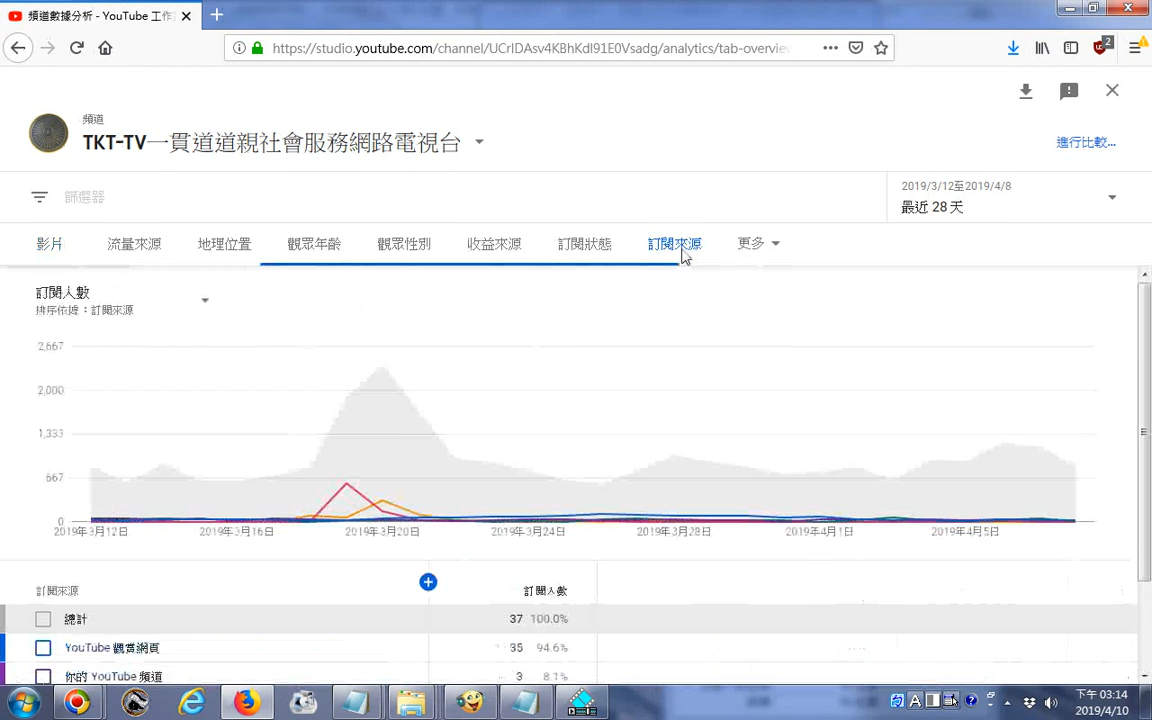 頻道數據分析 - YouTube 工作
https://studio.youtube.com/channel/UCrIDAsv4KBhKdI91E0Vsadg/analytics/tab-overvie
2
頻道
TKT-TV一貫道道親社會服務網路電視台
進行比較...
篩選器
2019/3/12至2019/4/8
最近 28 天
影片 流量來源 地理位置 觀眾年齡 觀眾性別 收益來源 訂閱狀態 訂閱來源 更多
訂閱人數
排序依據：訂閱來源
2,667
2,000
1,333
667
0
2019年3月12日 2019年3月16日 2019年3月20日 2019年3月24日 2019年3月28日 2019年4月1日 2019年4月5日
訂閱來源 訂閱人數
總計 37 100.0%
YouTube 觀賞網頁 35 94.6%
你的 YouTube 頻道 3 8.1%
下午 03:14
2019/4/10